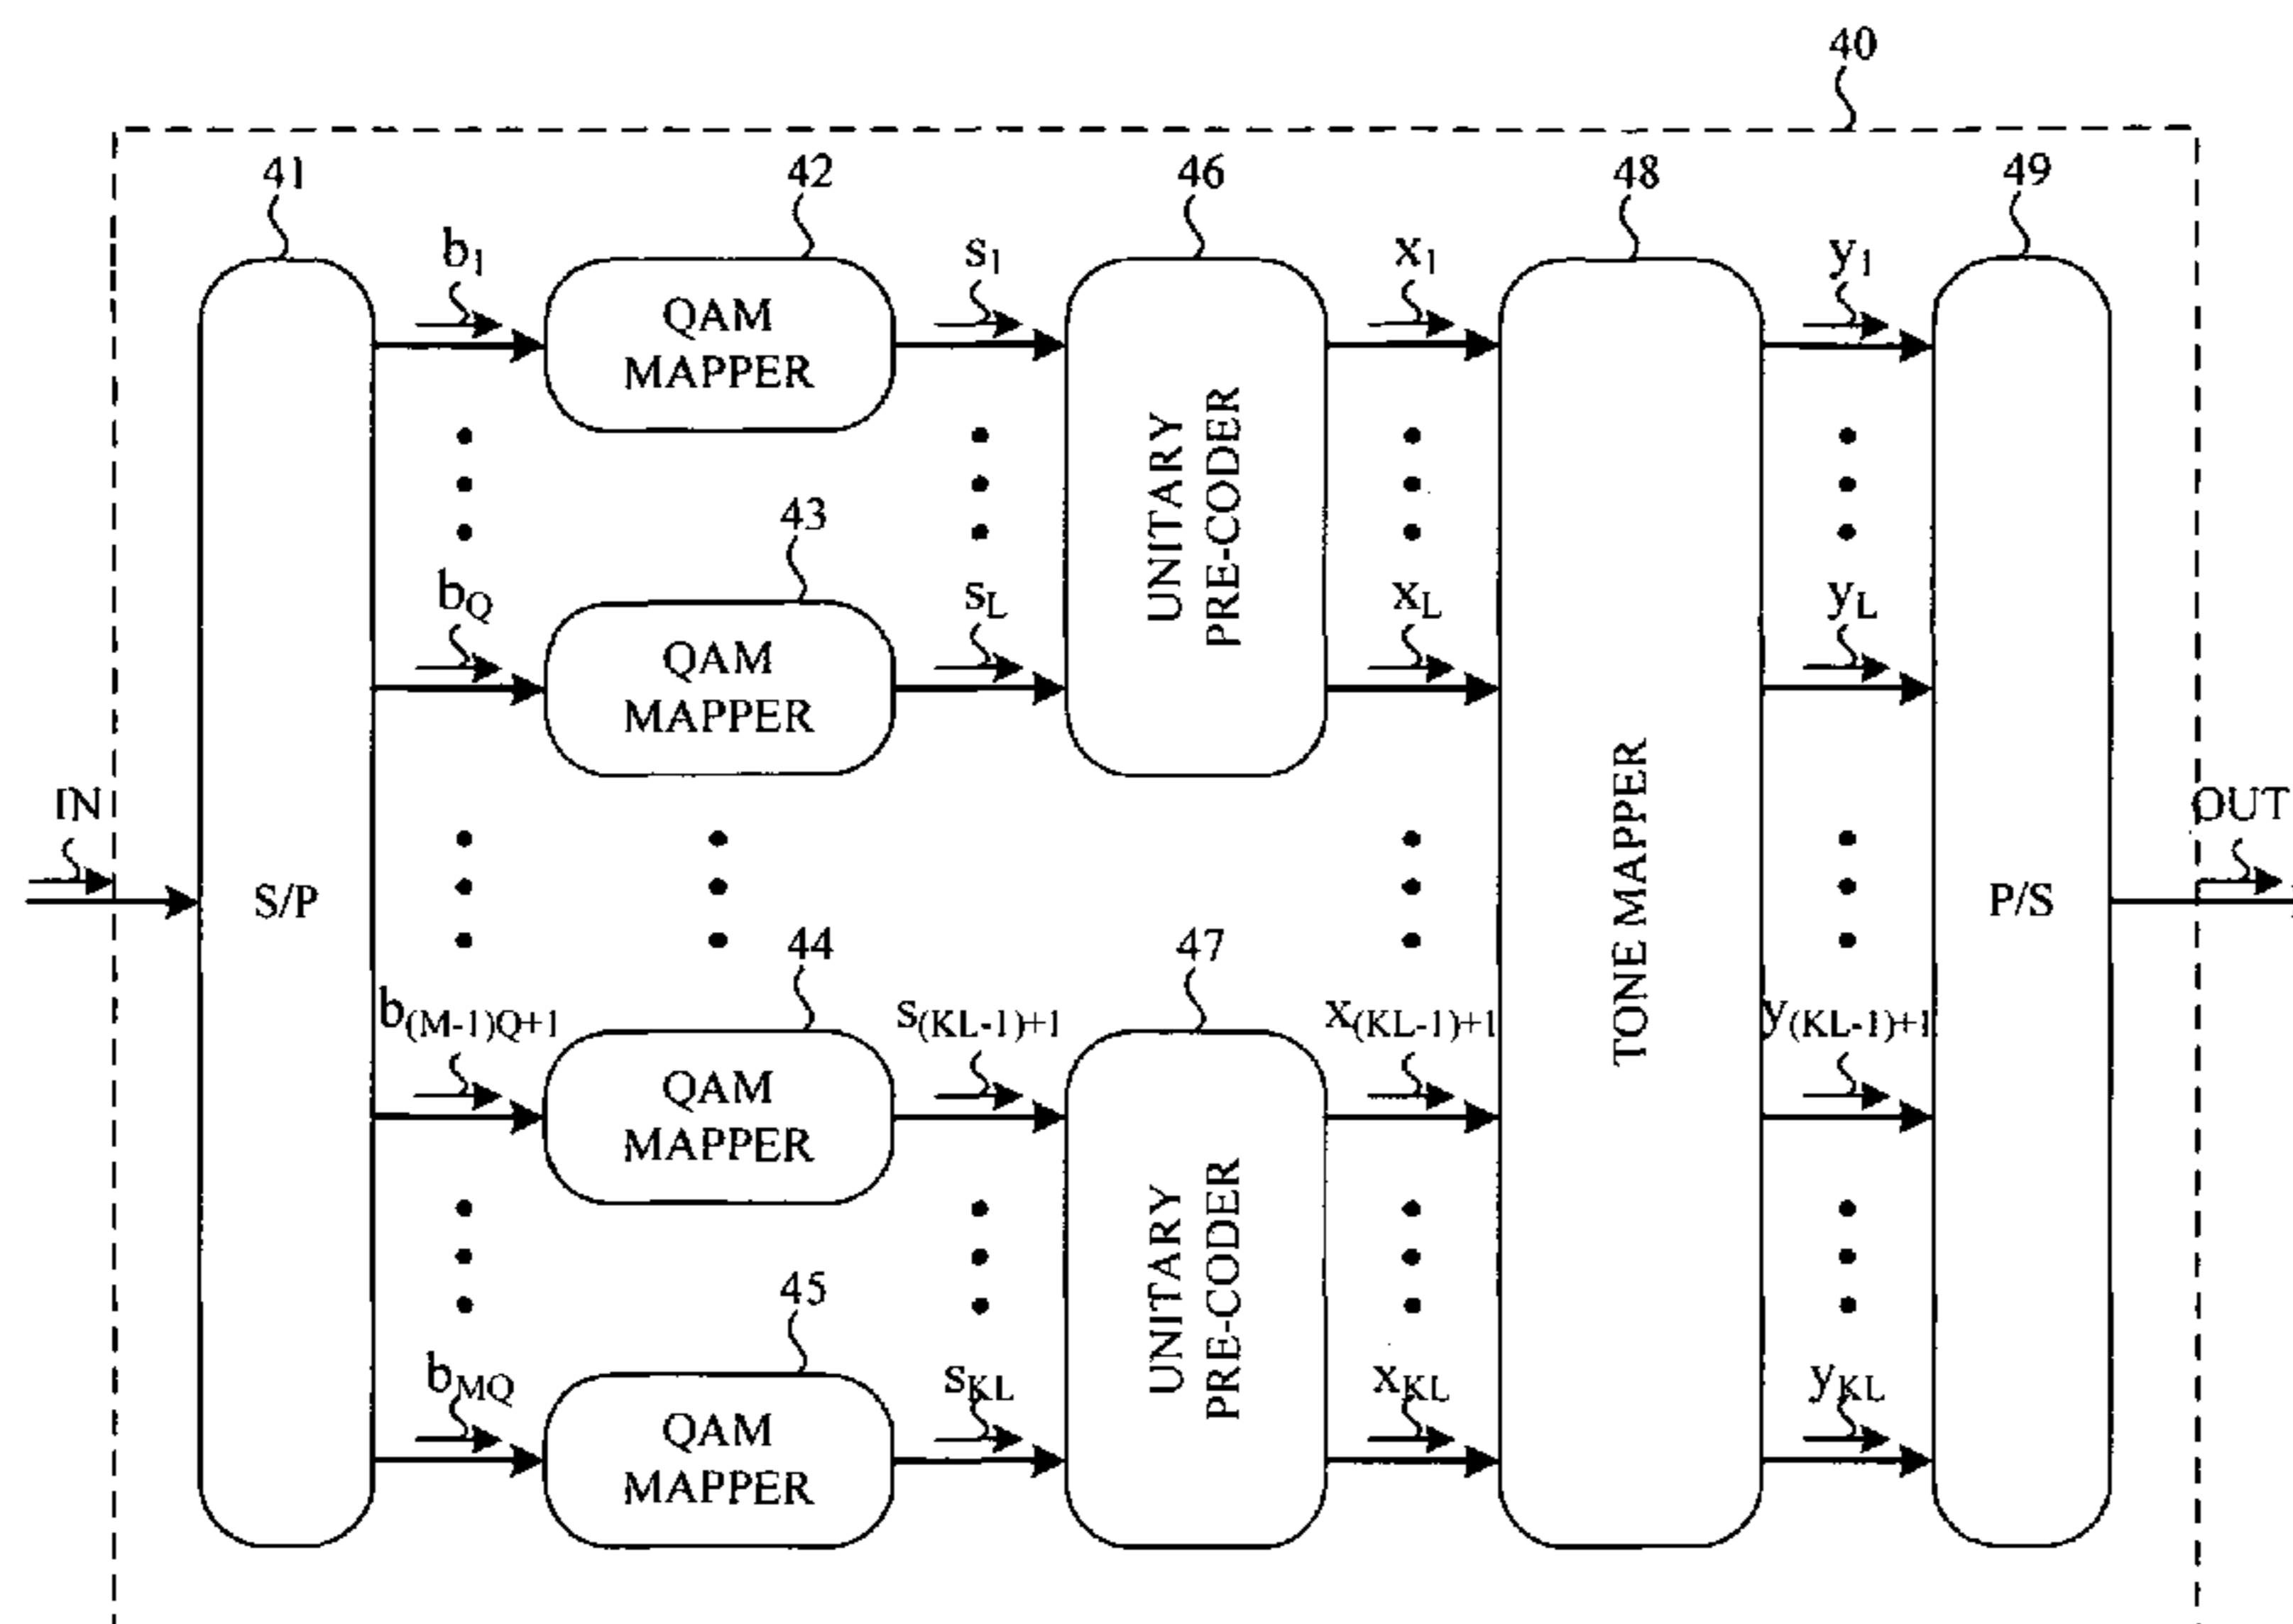 40
41
42
46
48
49
b1
s1
x1
y1
QAM
MAPPER
UNITARY
PRE-CODER
43
bQ
sL
xL
yL
QAM
MAPPER
TONE MAPPER
IN
S/P
P/S
OUT
44
47
b(M-1)Q+1
s(KL-1)+1
x(KL-1)+1
y(KL-1)+1
QAM
MAPPER
UNITARY
PRE-CODER
45
bMQ
sKL
xKL
yKL
QAM
MAPPER